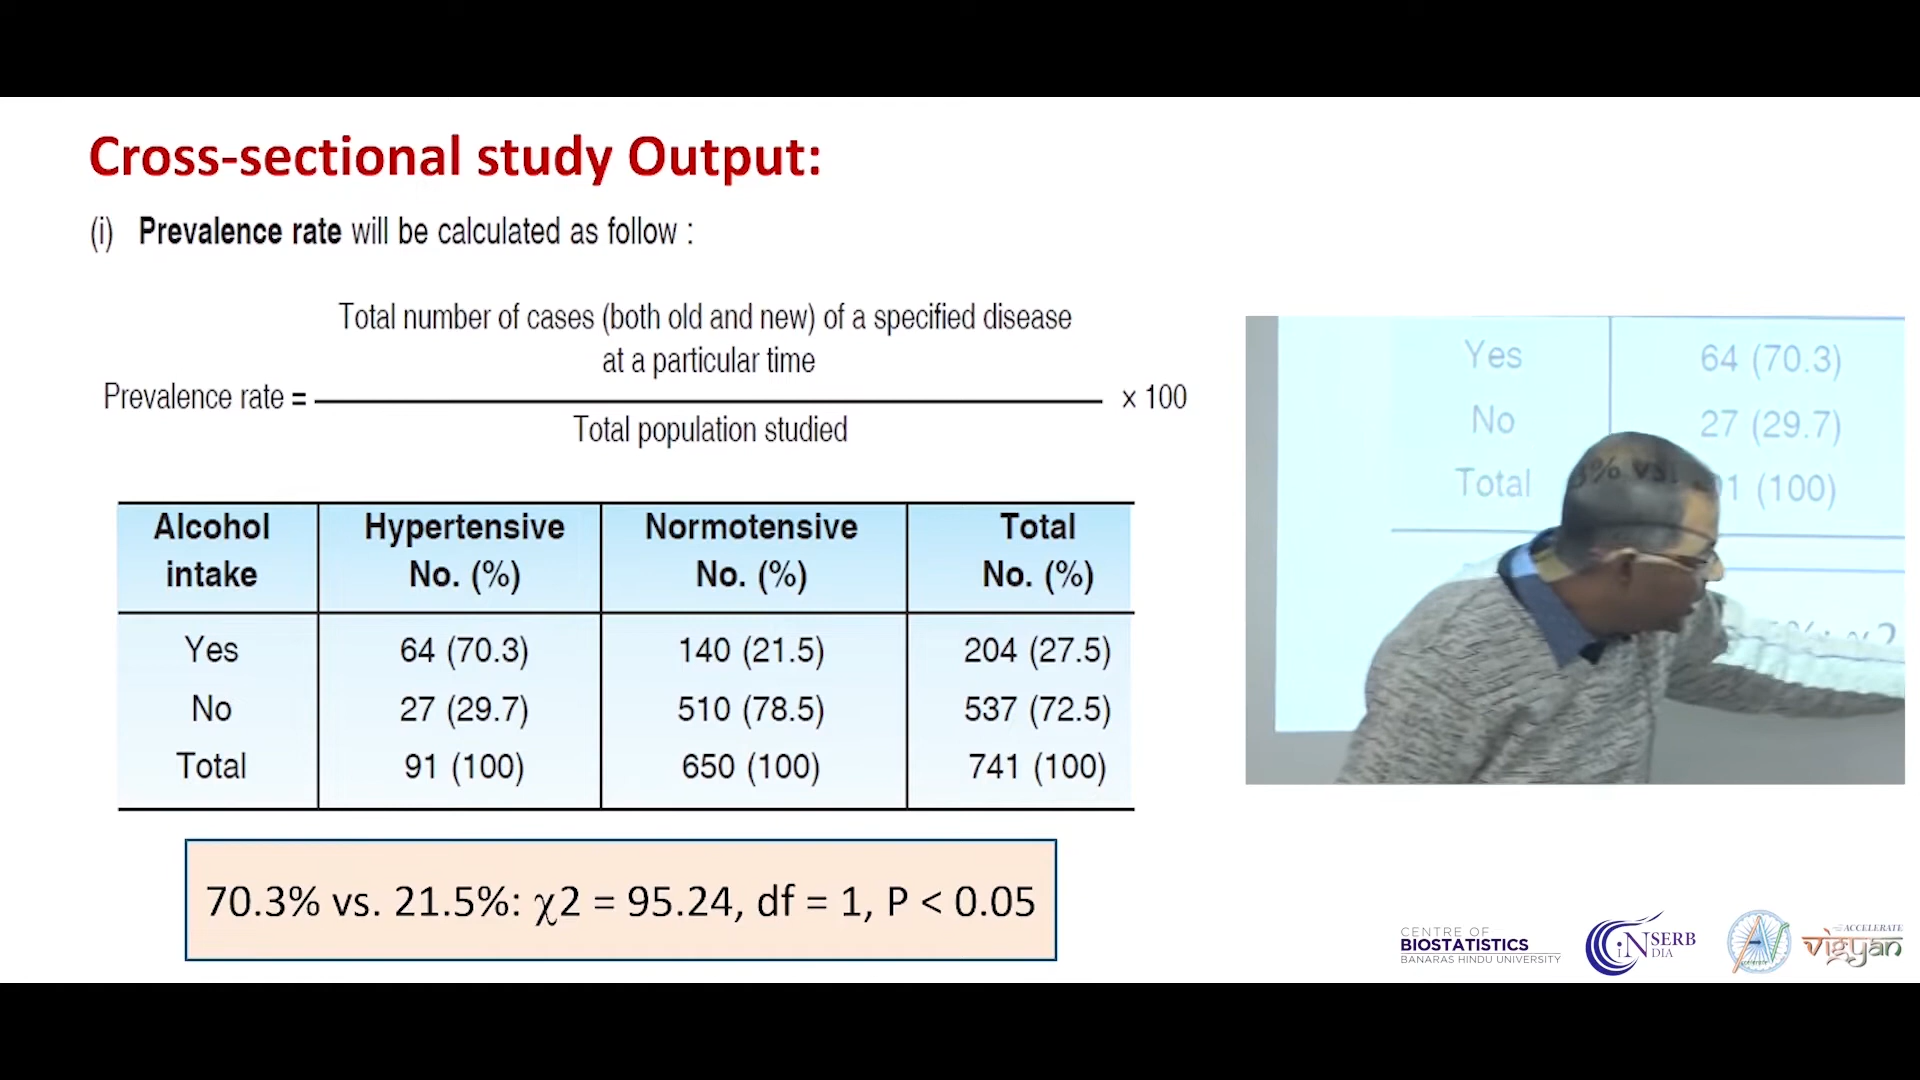 Cross-sectional study Output:
(i) Prevalence rate will be calculated as follow :
Total number of cases (both old and new) of a specified disease
at a particular time
Prevalence rate = x 100
Total population studied
Alcohol intake Hypertensive No. (%) Normotensive No. (%) Total No. (%)
Yes 64 (70.3) 140 (21.5) 204 (27.5)
No 27 (29.7) 510 (78.5) 537 (72.5)
Total 91 (100) 650 (100) 741 (100)
70.3% vs. 21.5%: χ2 = 95.24, df = 1, P < 0.05
Yes 64 (70.3)
No 27 (29.7)
Total 1 (100)
% vs.
CENTRE OF
BIOSTATISTICS
BANARAS HINDU UNIVERSITY
iN SERB
DIA
ACCELERATE
विज्ञान